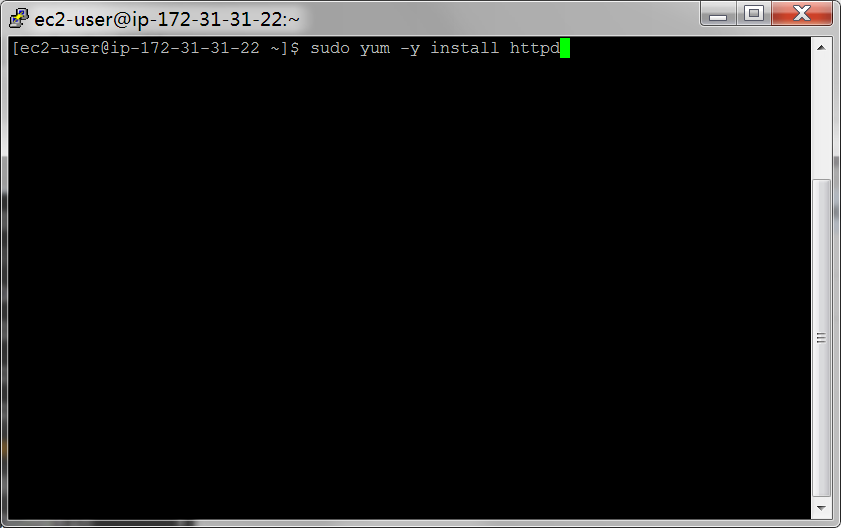 ec2-user@ip-172-31-31-22:~
[ec2-user@ip-172-31-31-22 ~]$ sudo yum -y install httpd